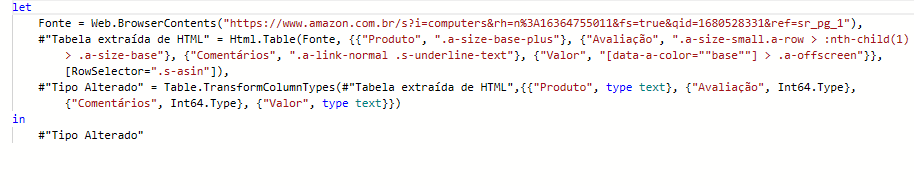 let
Fonte = Web.BrowserContents("https://www.amazon.com.br/s?i=computers&rh=n%3A16364755011&fs=true&qid=1680528331&ref=sr_pg_1"),
#"Tabela extraída de HTML" = Html.Table(Fonte, {{"Produto", ".a-size-base-plus"}, {"Avaliação", ".a-size-small.a-row > :nth-child(1)
> .a-size-base"}, {"Comentários", ".a-link-normal .s-underline-text"}, {"Valor", "[data-a-color=""base""] > .a-offscreen"}},
[RowSelector=".s-asin"]),
#"Tipo Alterado" = Table.TransformColumnTypes(#"Tabela extraída de HTML",{{"Produto", type text}, {"Avaliação", Int64.Type},
{"Comentários", Int64.Type}, {"Valor", type text}})
in
#"Tipo Alterado"